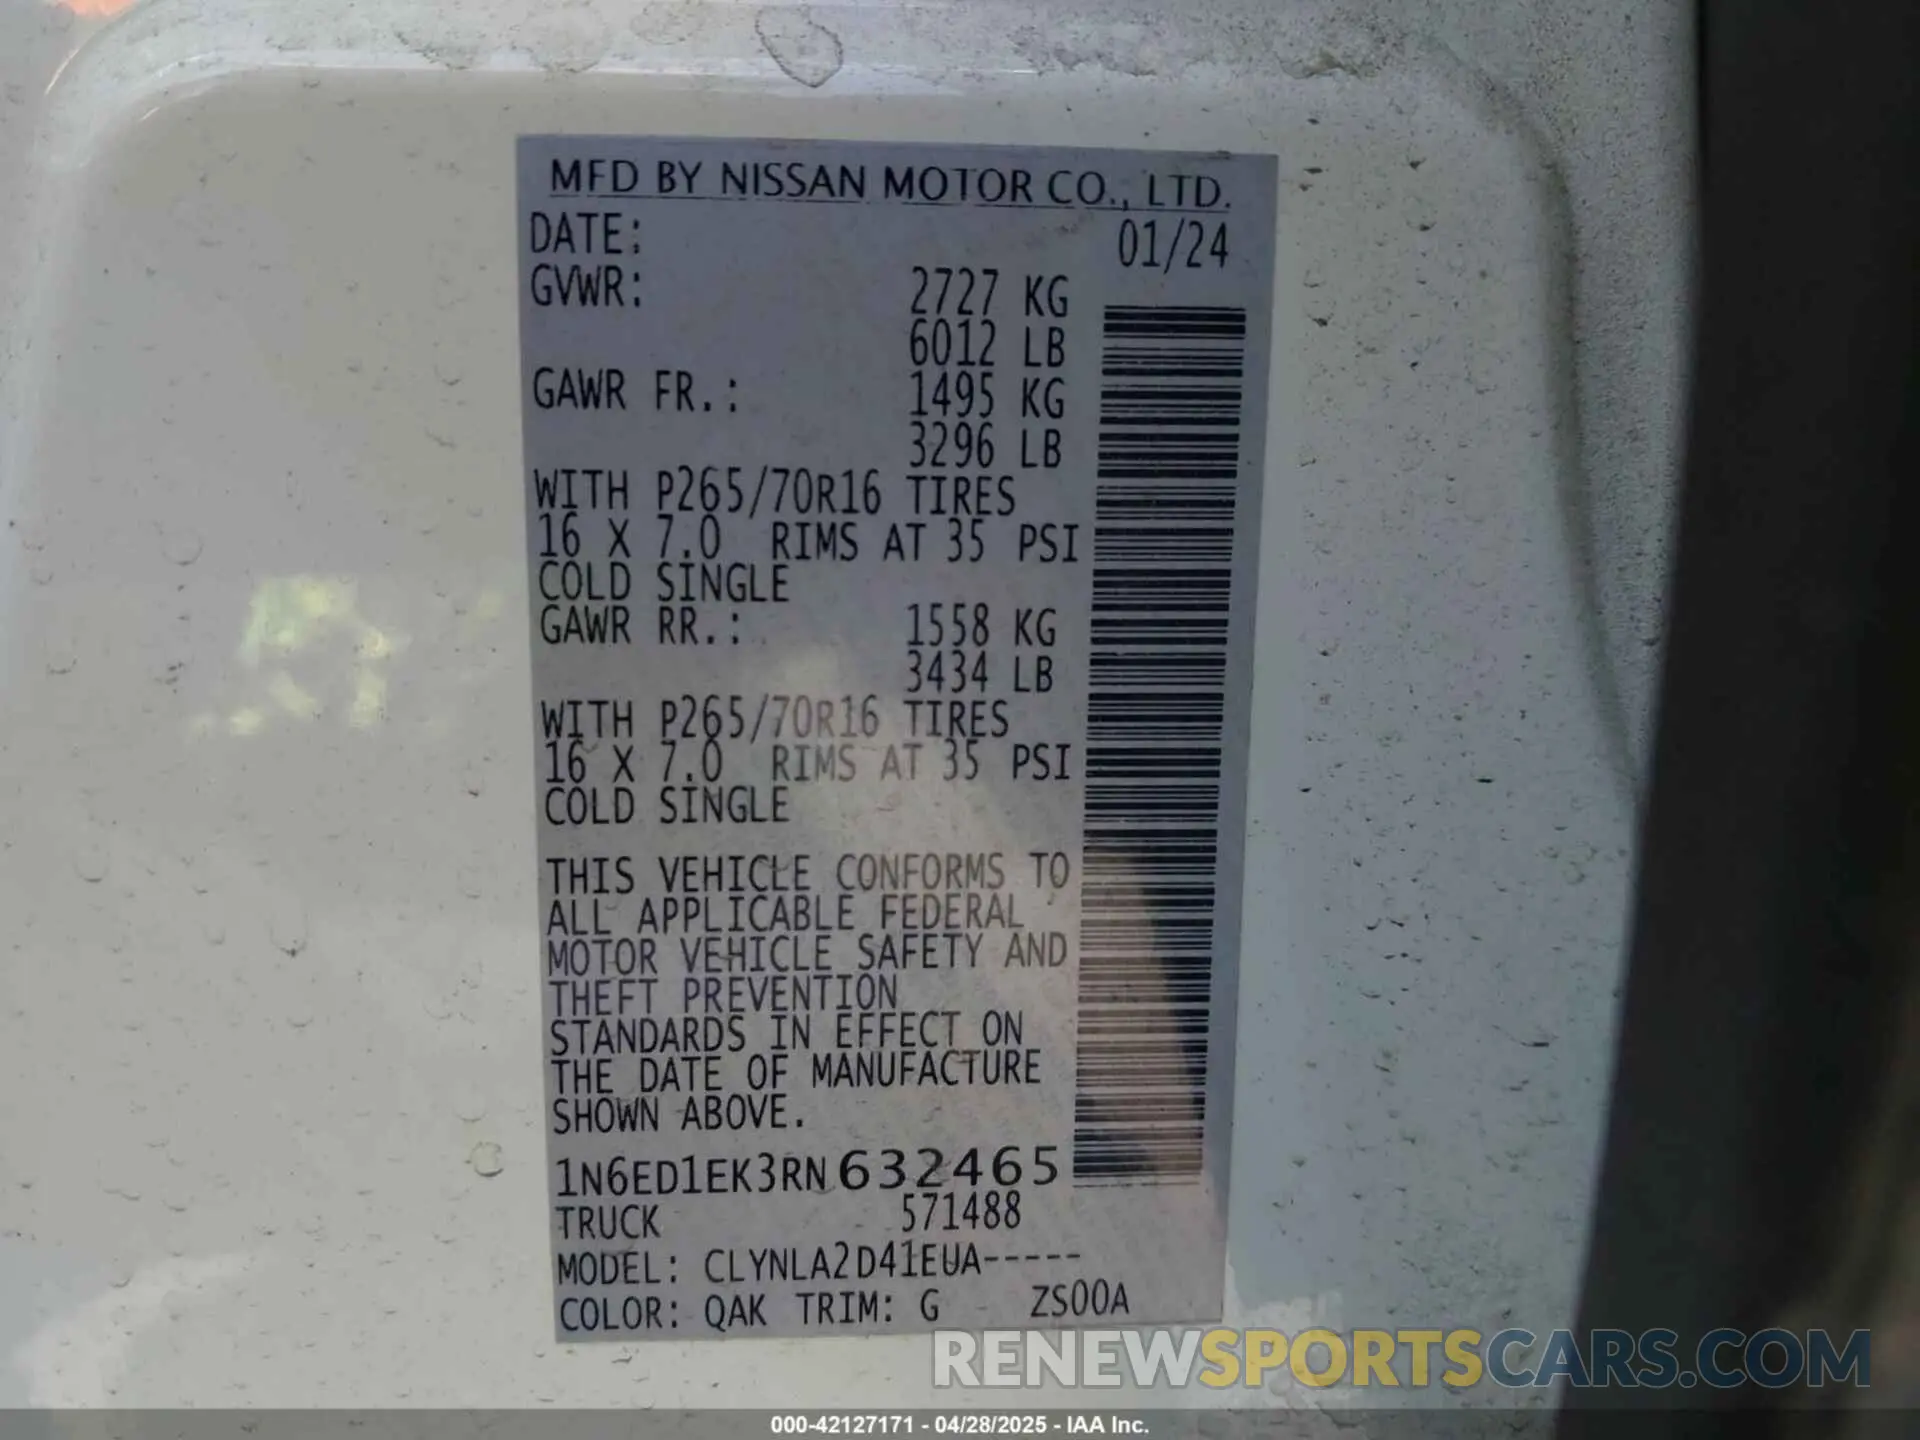 MFD BY NISSAN MOTOR CO., LTD.
DATE: 01/24
GVWR: 2727 KG
6012 LB
GAWR FR.: 1495 KG
3296 LB
WITH P265/70R16 TIRES
16 X 7.0 RIMS AT 35 PSI
COLD SINGLE
GAWR RR.: 1558 KG
3434 LB
WITH P265/70R16 TIRES
16 X 7.0 RIMS AT 35 PSI
COLD SINGLE
THIS VEHICLE CONFORMS TO
ALL APPLICABLE FEDERAL
MOTOR VEHICLE SAFETY AND
THEFT PREVENTION
STANDARDS IN EFFECT ON
THE DATE OF MANUFACTURE
SHOWN ABOVE.
1N6ED1EK3RN632465
TRUCK 571488
MODEL: CLYNLA2D41EUA-----
COLOR: QAK TRIM: G ZS00A
RENEWSPORTSCARS.COM
000-42127171 - 04/28/2025 - IAA Inc.